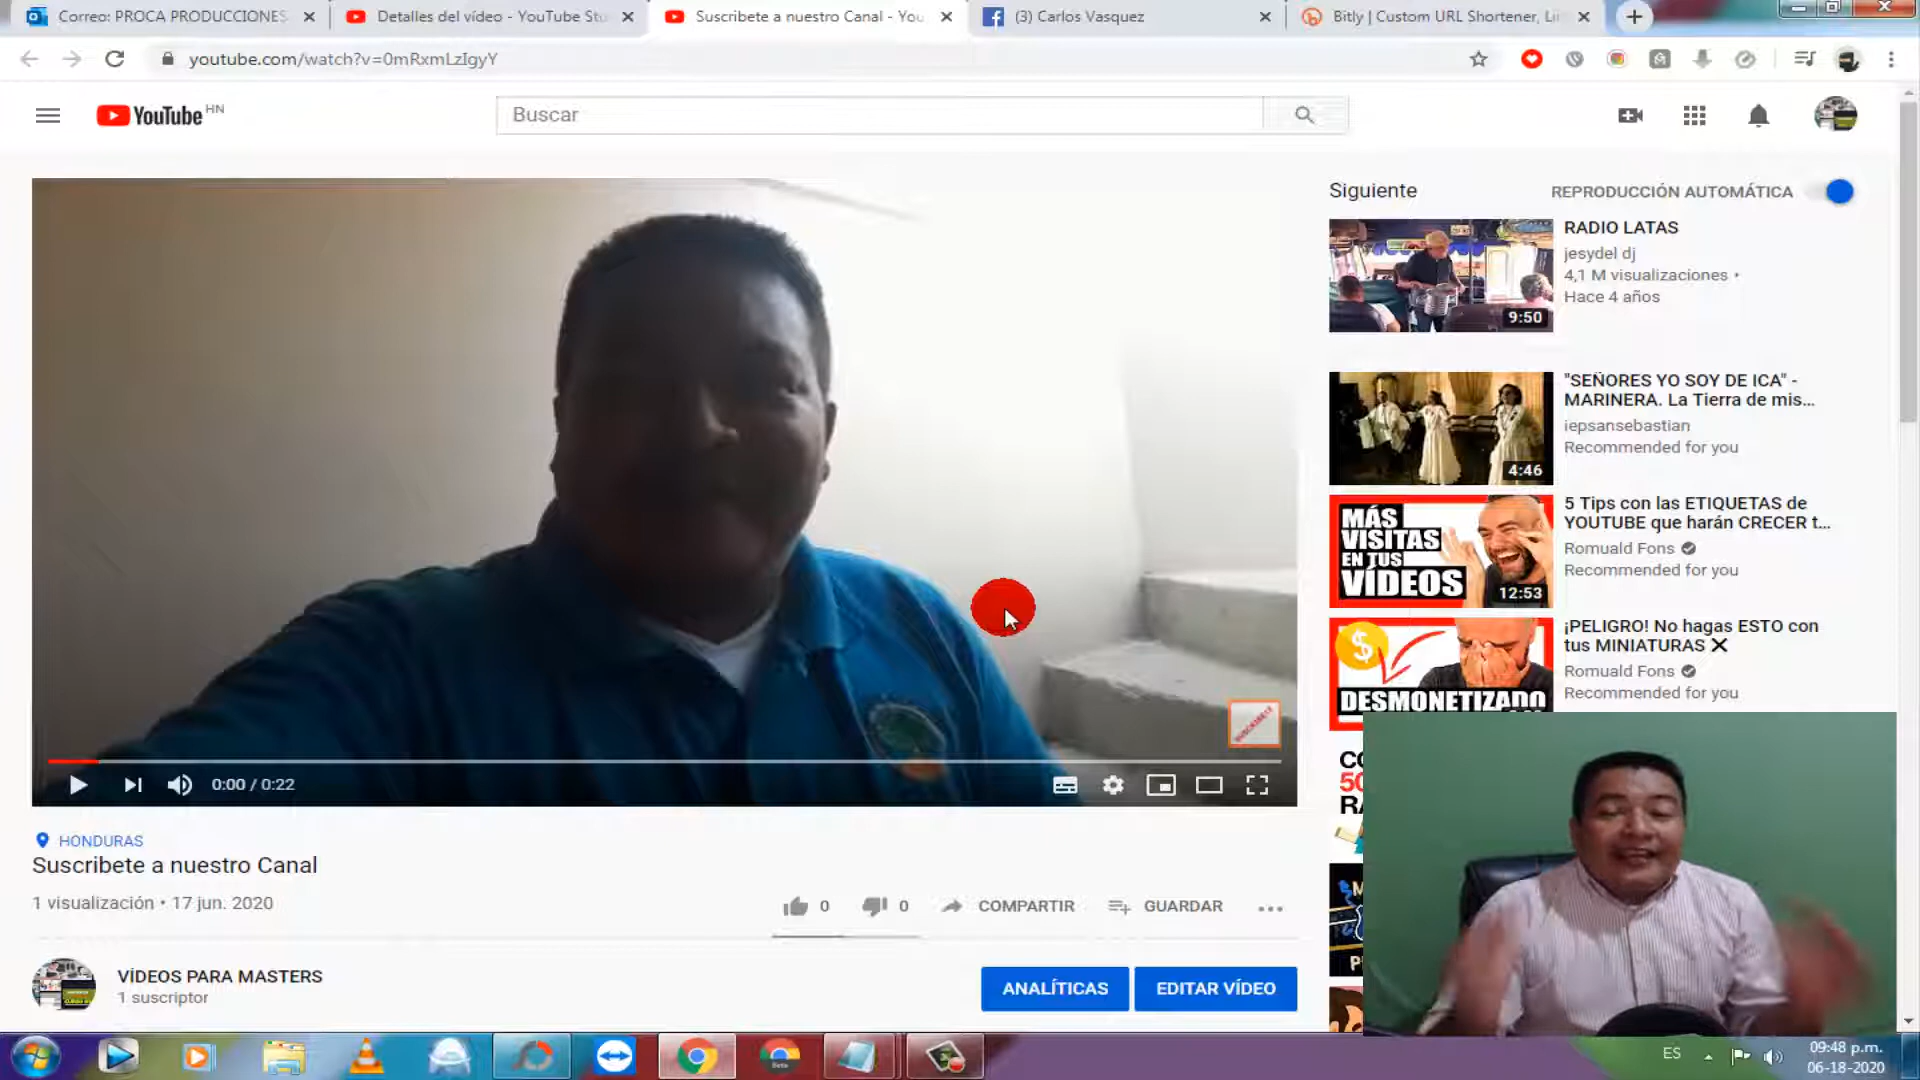 Correo: PROCA PRODUCCIONES
Detalles del vídeo - YouTube Stu
Suscribete a nuestro Canal - You
(3) Carlos Vasquez
Bitly | Custom URL Shortener, Li
youtube.com/watch?v=0mRxmLzIgyY
YouTube HN
Buscar
Siguiente
REPRODUCCIÓN AUTOMÁTICA
RADIO LATAS
jesydel dj
4,1 M visualizaciones •
Hace 4 años
9:50
"SEÑORES YO SOY DE ICA" -
MARINERA. La Tierra de mis...
iepsansebastian
Recommended for you
4:46
MÁS
VISITAS
EN TUS
VÍDEOS
12:53
5 Tips con las ETIQUETAS de
YOUTUBE que harán CRECER t...
Romuald Fons
Recommended for you
$
DESMONETIZADO
¡PELIGRO! No hagas ESTO con
tus MINIATURAS ❌
Romuald Fons
Recommended for you
SUSCRIBETE
0:00 / 0:22
HONDURAS
Suscribete a nuestro Canal
1 visualización • 17 jun. 2020
0
0
COMPARTIR
GUARDAR
VÍDEOS PARA MASTERS
1 suscriptor
ANALÍTICAS
EDITAR VÍDEO
Beta
ES
09:48 p.m.
06-18-2020